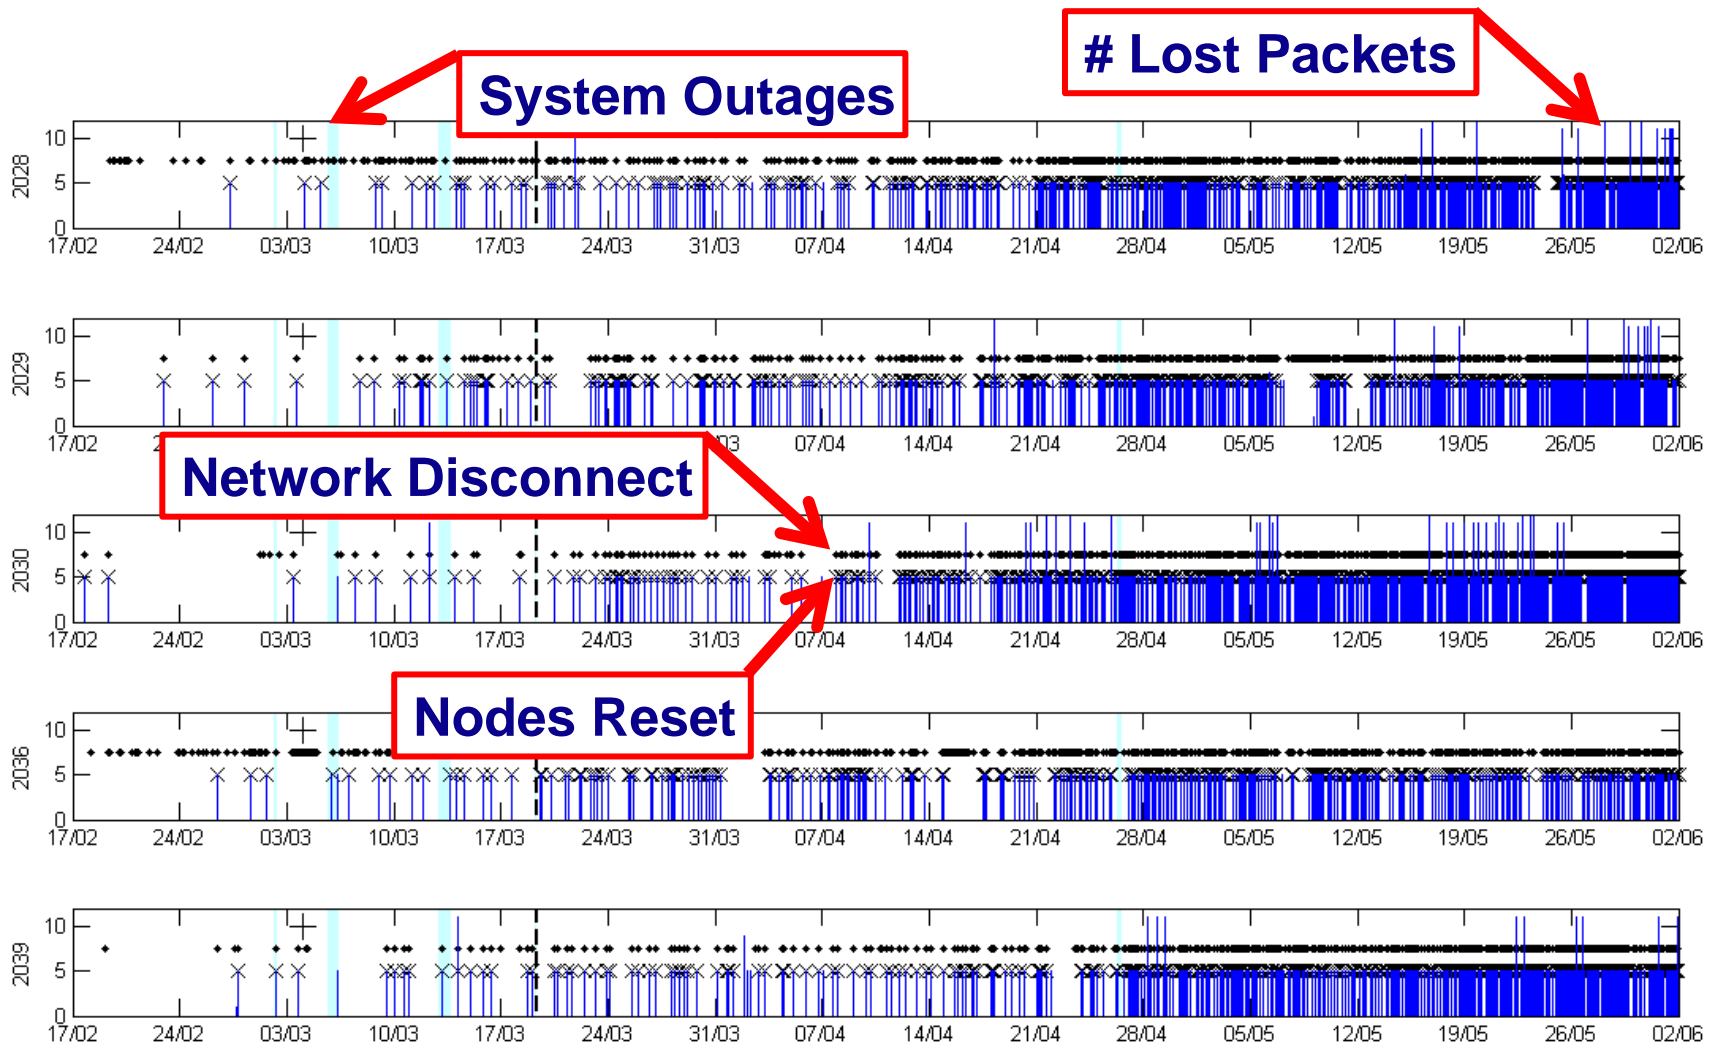 # Lost Packets
System Outages
10
5
0
2028
17/02 24/02 03/03 10/03 17/03 24/03 31/03 07/04 14/04 21/04 28/04 05/05 12/05 19/05 26/05 02/06
10
5
0
2029
17/02 2 03 07/04 14/04 21/04 28/04 05/05 12/05 19/05 26/05 02/06
Network Disconnect
10
5
0
2030
17/02 24/02 03/03 10/03 17/03 24/03 31/03 07/04 14/04 21/04 28/04 05/05 12/05 19/05 26/05 02/06
Nodes Reset
10
5
0
2036
17/02 24/02 03/03 10/03 17/03 24/03 31/03 07/04 14/04 21/04 28/04 05/05 12/05 19/05 26/05 02/06
10
5
0
2039
17/02 24/02 03/03 10/03 17/03 24/03 31/03 07/04 14/04 21/04 28/04 05/05 12/05 19/05 26/05 02/06